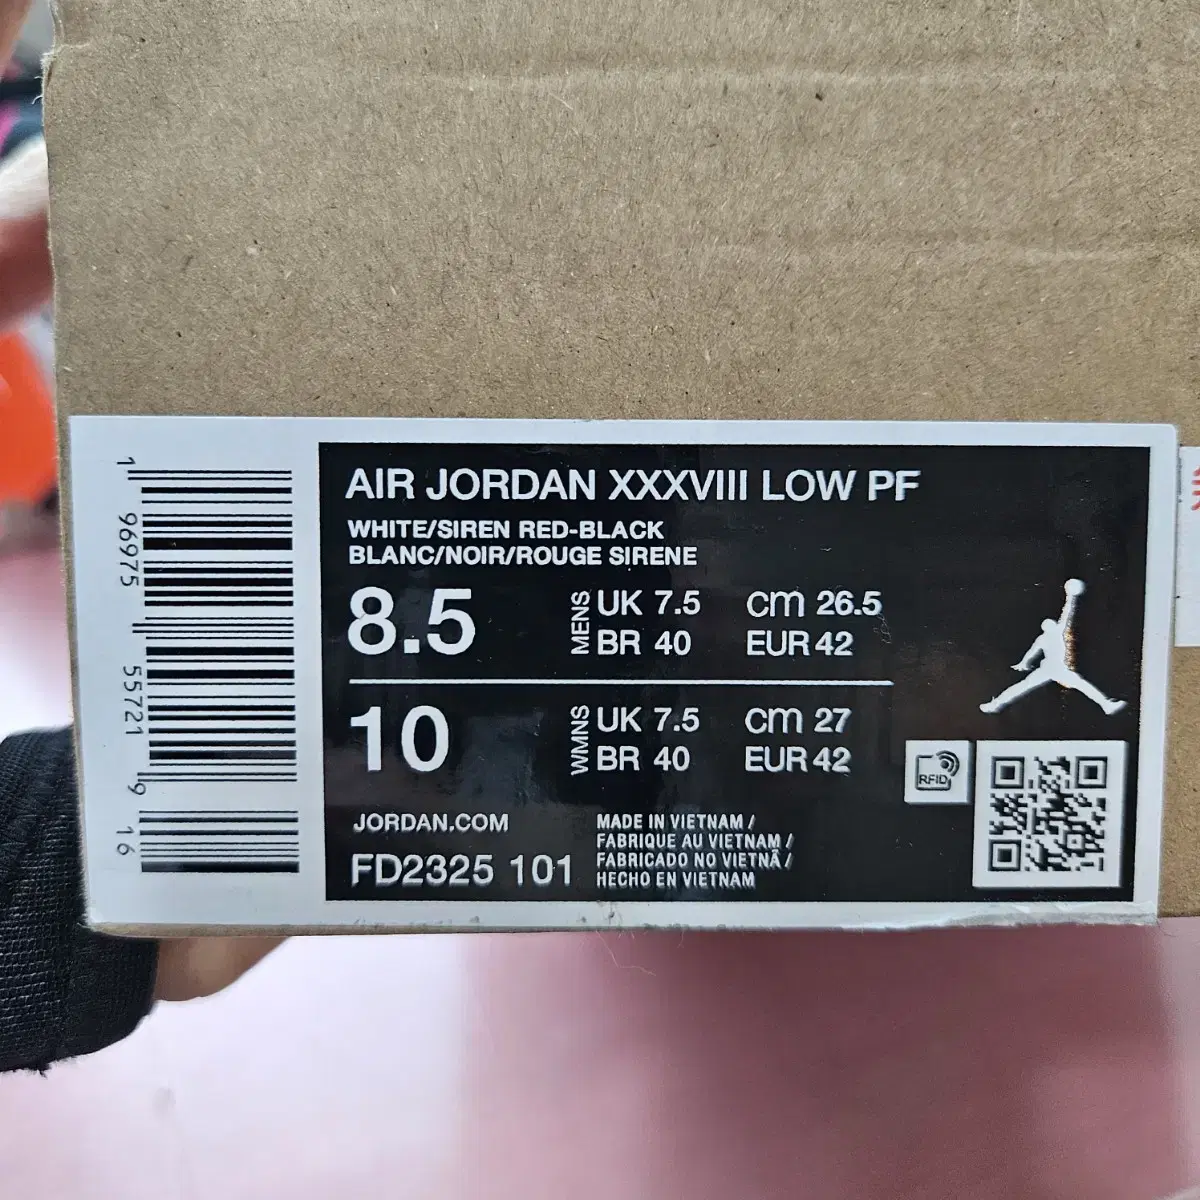 AIR JORDAN XXXVIII LOW PF
WHITE/SIREN RED-BLACK
BLANC/NOIR/ROUGE SIRENE
8.5 MENS UK 7.5 cm 26.5
BR 40 EUR 42
10 WMNS UK 7.5 cm 27
BR 40 EUR 42
RFID
JORDAN.COM
FD2325 101
MADE IN VIETNAM /
FABRIQUE AU VIETNAM /
FABRICADO NO VIETNÃ /
HECHO EN VIETNAM
1 96975 55721 9 16